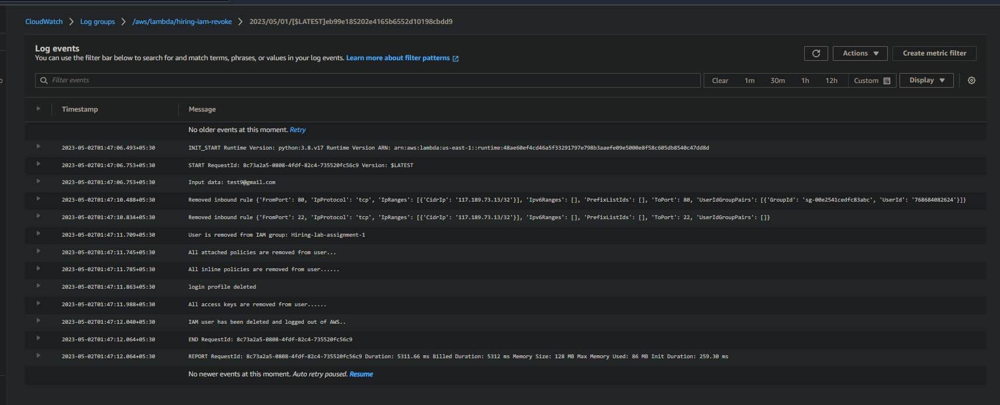 CloudWatch > Log groups > /aws/lambda/hiring-iam-revoke > 2023/05/01/[$LATEST]eb99e185202e4165b6552d10198cbdd9
Log events
You can use the filter bar below to search for and match terms, phrases, or values in your log events. Learn more about filter patterns
Actions Create metric filter
Filter events Clear 1m 30m 1h 12h Custom Display
Timestamp Message
No older events at this moment. Retry
2023-05-02T01:47:06.493+05:30 INIT_START Runtime Version: python:3.8.v17 Runtime Version ARN: arn:aws:lambda:us-east-1::runtime:48ae60ef4cd46a5f33291797e798b3aaefe09e5000e8f58c605db8540c47dd8d
2023-05-02T01:47:06.753+05:30 START RequestId: 8c73a2a5-0808-4fdf-82c4-735520fc56c9 Version: $LATEST
2023-05-02T01:47:06.753+05:30 Input data: test9@gmail.com
2023-05-02T01:47:10.488+05:30 Removed inbound rule {'FromPort': 80, 'IpProtocol': 'tcp', 'IpRanges': [{'CidrIp': '117.189.73.13/32'}], 'Ipv6Ranges': [], 'PrefixListIds': [], 'ToPort': 80, 'UserIdGroupPairs': [{'GroupId': 'sg-00e2541cedfc83abc', 'UserId': '768684082624'}]}
2023-05-02T01:47:10.834+05:30 Removed inbound rule {'FromPort': 22, 'IpProtocol': 'tcp', 'IpRanges': [{'CidrIp': '117.189.73.13/32'}], 'Ipv6Ranges': [], 'PrefixListIds': [], 'ToPort': 22, 'UserIdGroupPairs': []}
2023-05-02T01:47:11.709+05:30 User is removed from IAM group: Hiring-lab-assignment-1
2023-05-02T01:47:11.745+05:30 All attached policies are removed from user...
2023-05-02T01:47:11.785+05:30 All inline policies are removed from user......
2023-05-02T01:47:11.863+05:30 login profile deleted
2023-05-02T01:47:11.988+05:30 All access keys are removed from user......
2023-05-02T01:47:12.040+05:30 IAM user has been deleted and logged out of AWS..
2023-05-02T01:47:12.064+05:30 END RequestId: 8c73a2a5-0808-4fdf-82c4-735520fc56c9
2023-05-02T01:47:12.064+05:30 REPORT RequestId: 8c73a2a5-0808-4fdf-82c4-735520fc56c9 Duration: 5311.66 ms Billed Duration: 5312 ms Memory Size: 128 MB Max Memory Used: 86 MB Init Duration: 259.30 ms
No newer events at this moment. Auto retry paused. Resume